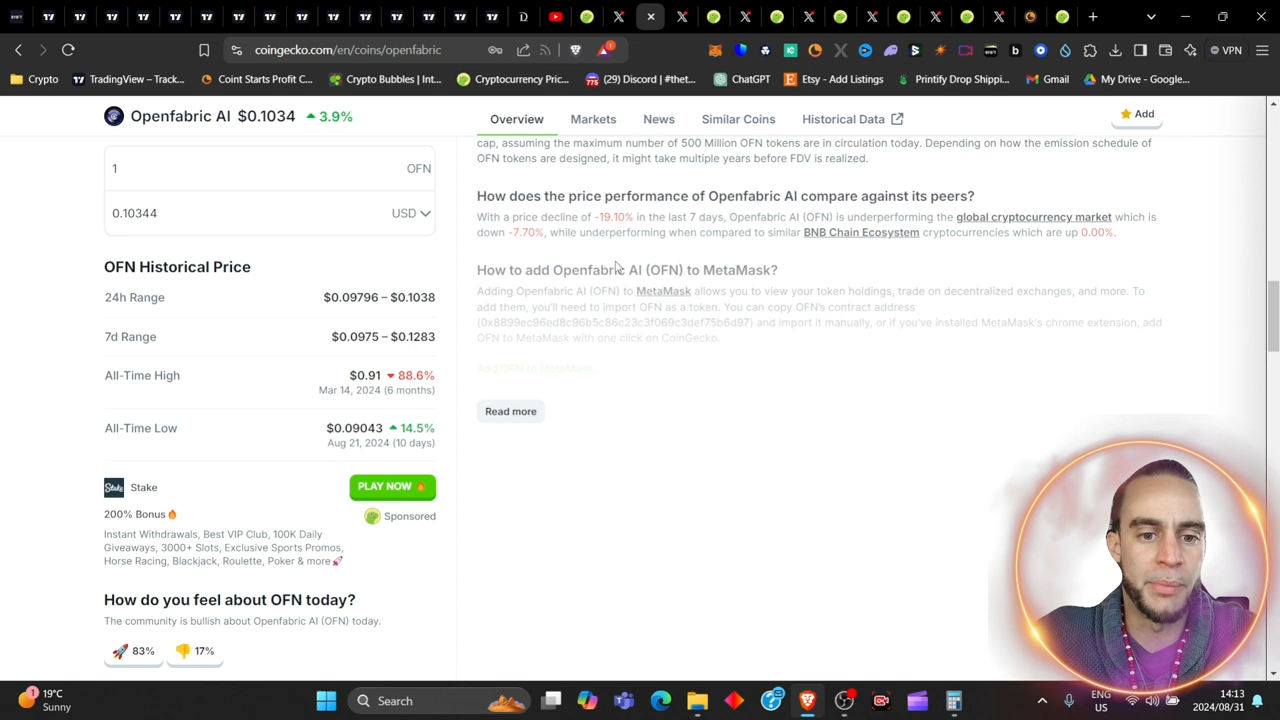 coingecko.com/en/coins/openfabric
1
VPN
Crypto
TradingView – Track...
Coint Starts Profit C...
Crypto Bubbles | Int...
Cryptocurrency Pric...
775
(29) Discord | #thet...
ChatGPT
Etsy - Add Listings
Printify Drop Shippi...
Gmail
My Drive - Google...
Openfabric AI $0.1034 3.9%
Overview
Markets
News
Similar Coins
Historical Data
Add
1
OFN
0.10344
USD
OFN Historical Price
24h Range
$0.09796 – $0.1038
7d Range
$0.0975 – $0.1283
All-Time High
$0.91 88.6%
Mar 14, 2024 (6 months)
All-Time Low
$0.09043 14.5%
Aug 21, 2024 (10 days)
Stake
Stake
PLAY NOW
200% Bonus
Sponsored
Instant Withdrawals, Best VIP Club, 100K Daily
Giveaways, 3000+ Slots, Exclusive Sports Promos,
Horse Racing, Blackjack, Roulette, Poker & more
How do you feel about OFN today?
The community is bullish about Openfabric AI (OFN) today.
83%
17%
cap, assuming the maximum number of 500 Million OFN tokens are in circulation today. Depending on how the emission schedule of
OFN tokens are designed, it might take multiple years before FDV is realized.
How does the price performance of Openfabric AI compare against its peers?
With a price decline of -19.10% in the last 7 days, Openfabric AI (OFN) is underperforming the global cryptocurrency market which is
down -7.70%, while underperforming when compared to similar BNB Chain Ecosystem cryptocurrencies which are up 0.00%.
How to add Openfabric AI (OFN) to MetaMask?
Adding Openfabric AI (OFN) to MetaMask allows you to view your token holdings, trade on decentralized exchanges, and more. To
add them, you'll need to import OFN as a token. You can copy OFN's contract address
(0x8899ec96ed8c96b5c86c23c3f069c3def75b6d97) and import it manually, or if you've installed MetaMask's chrome extension, add
OFN to MetaMask with one click on CoinGecko.
Add OFN to MetaMask.
Read more
1
19°C
Sunny
Search
ENG
US
14:13
2024/08/31